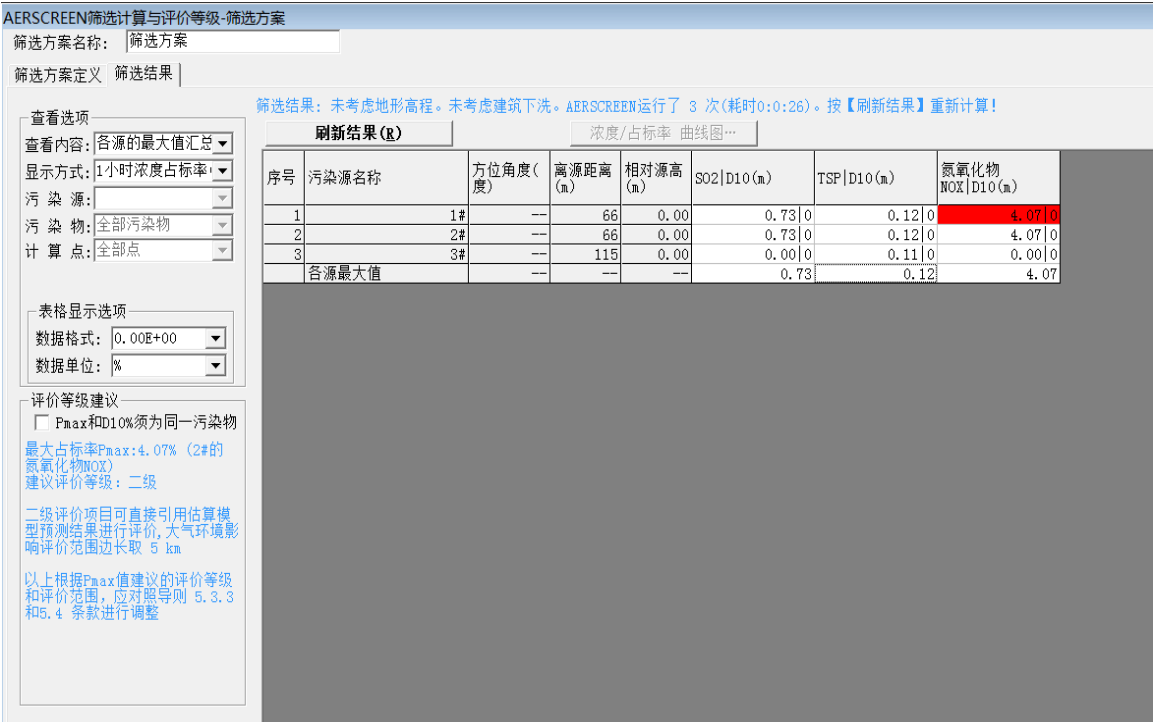 AERSCREEN筛选计算与评价等级-筛选方案
筛选方案名称: 筛选方案
筛选方案定义 筛选结果
筛选结果: 未考虑地形高程。未考虑建筑下洗。AERSCREEN运行了 3 次(耗时0:0:26)。按【刷新结果】重新计算!
刷新结果(R) 浓度/占标率 曲线图…
查看选项
查看内容: 各源的最大值汇总
显示方式: 1小时浓度占标率
污 染 源:
污 染 物: 全部污染物
计 算 点: 全部点
表格显示选项
数据格式: 0.00E+00
数据单位: %
评价等级建议
Pmax和D10%须为同一污染物
最大占标率Pmax:4.07% (2#的
氮氧化物NOX)
建议评价等级: 二级
二级评价项目可直接引用估算模
型预测结果进行评价,大气环境影
响评价范围边长取 5 km
以上根据Pmax值建议的评价等级
和评价范围, 应对照导则 5.3.3
和5.4 条款进行调整
序号 污染源名称 方位角度(度) 离源距离(m) 相对源高(m) SO2|D10(m) TSP|D10(m) 氮氧化物NOX|D10(m)
1 1# -- 66 0.00 0.73|0 0.12|0 4.07|0
2 2# -- 66 0.00 0.73|0 0.12|0 4.07|0
3 3# -- 115 0.00 0.00|0 0.11|0 0.00|0
各源最大值 -- -- -- 0.73 0.12 4.07